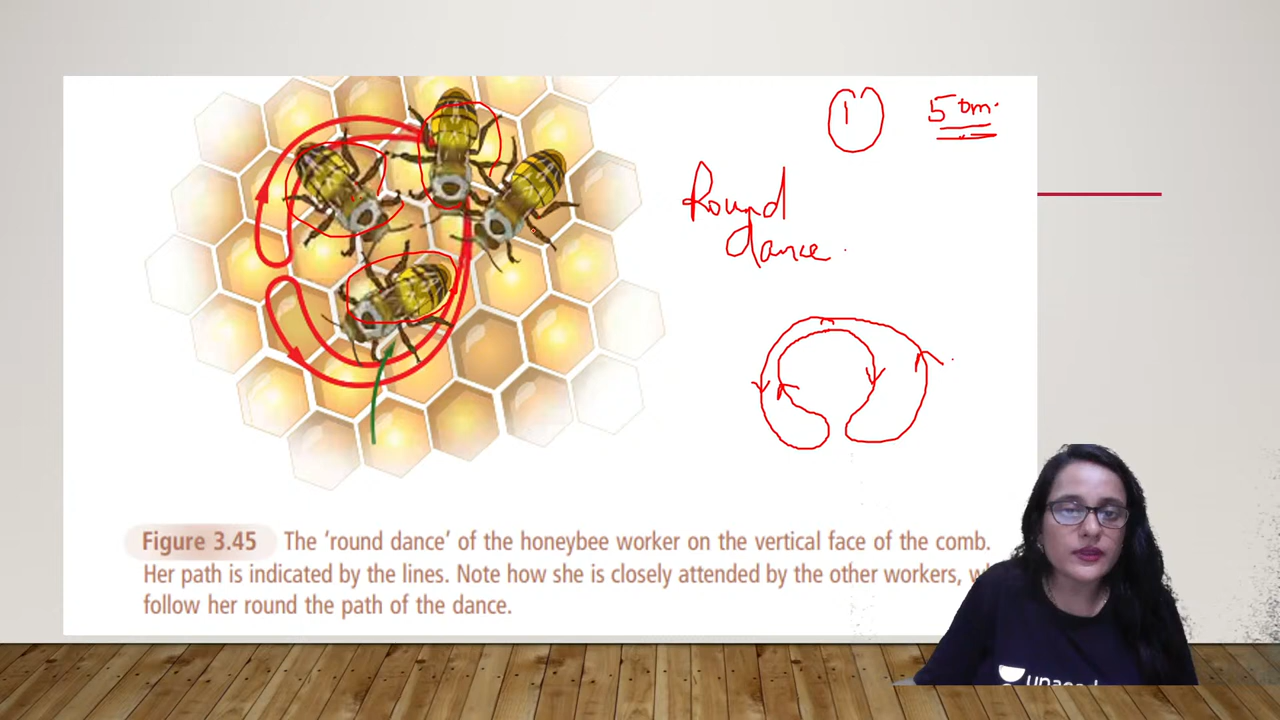 1 50m.
Round
dance.
Figure 3.45 The ‘round dance’ of the honeybee worker on the vertical face of the comb.
Her path is indicated by the lines. Note how she is closely attended by the other workers,
follow her round the path of the dance.